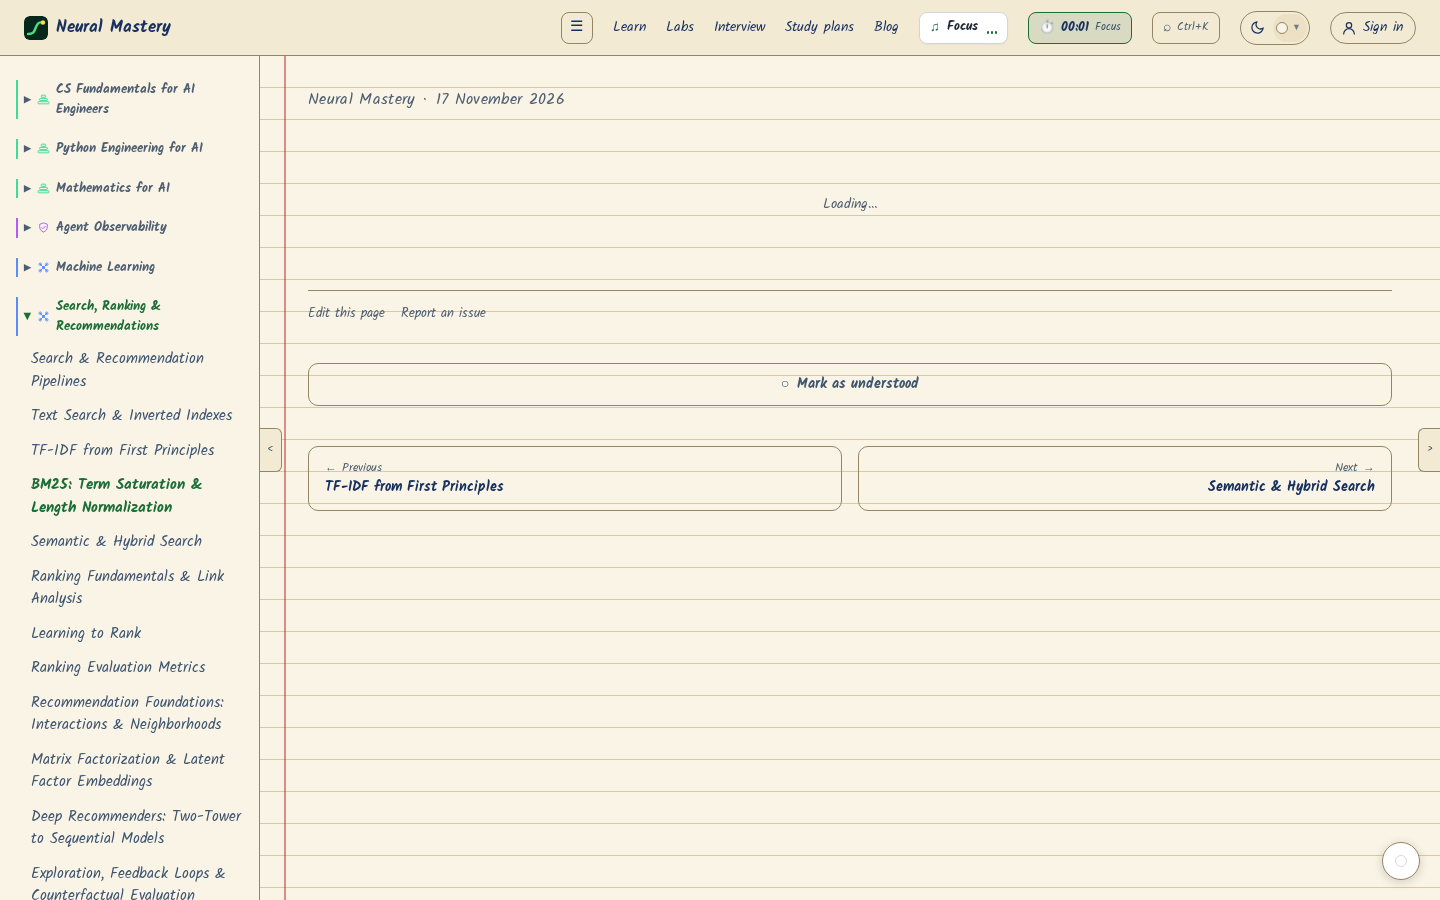 Neural Mastery
☰
Learn
Labs
Interview
Study plans
Blog
♫ Focus ...
⏱ 00:01 Focus
⌕ Ctrl+K
▾
Sign in
▶ CS Fundamentals for AI
Engineers
▶ Python Engineering for AI
▶ Mathematics for AI
▶ Agent Observability
▶ Machine Learning
▼ Search, Ranking &
Recommendations
Search & Recommendation
Pipelines
Text Search & Inverted Indexes
TF-IDF from First Principles
BM25: Term Saturation &
Length Normalization
Semantic & Hybrid Search
Ranking Fundamentals & Link
Analysis
Learning to Rank
Ranking Evaluation Metrics
Recommendation Foundations:
Interactions & Neighborhoods
Matrix Factorization & Latent
Factor Embeddings
Deep Recommenders: Two-Tower
to Sequential Models
Exploration, Feedback Loops &
Counterfactual Evaluation
<
Neural Mastery · 17 November 2026
Loading...
Edit this page
Report an issue
○ Mark as understood
← Previous
TF-IDF from First Principles
Next →
Semantic & Hybrid Search
>